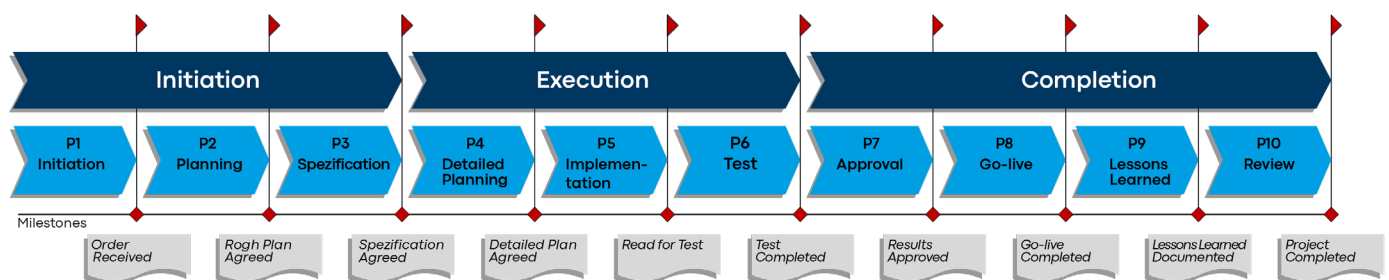 Initiation
Execution
Completion
P1
Initiation
P2
Planning
P3
Spezification
P4
Detailed
Planning
P5
Implemen-
tation
P6
Test
P7
Approval
P8
Go-live
P9
Lessons
Learned
P10
Review
Milestones
Order
Received
Rogh Plan
Agreed
Spezification
Agreed
Detailed Plan
Agreed
Read for Test
Test
Completed
Results
Approved
Go-live
Completed
Lessons Learned
Documented
Project
Completed